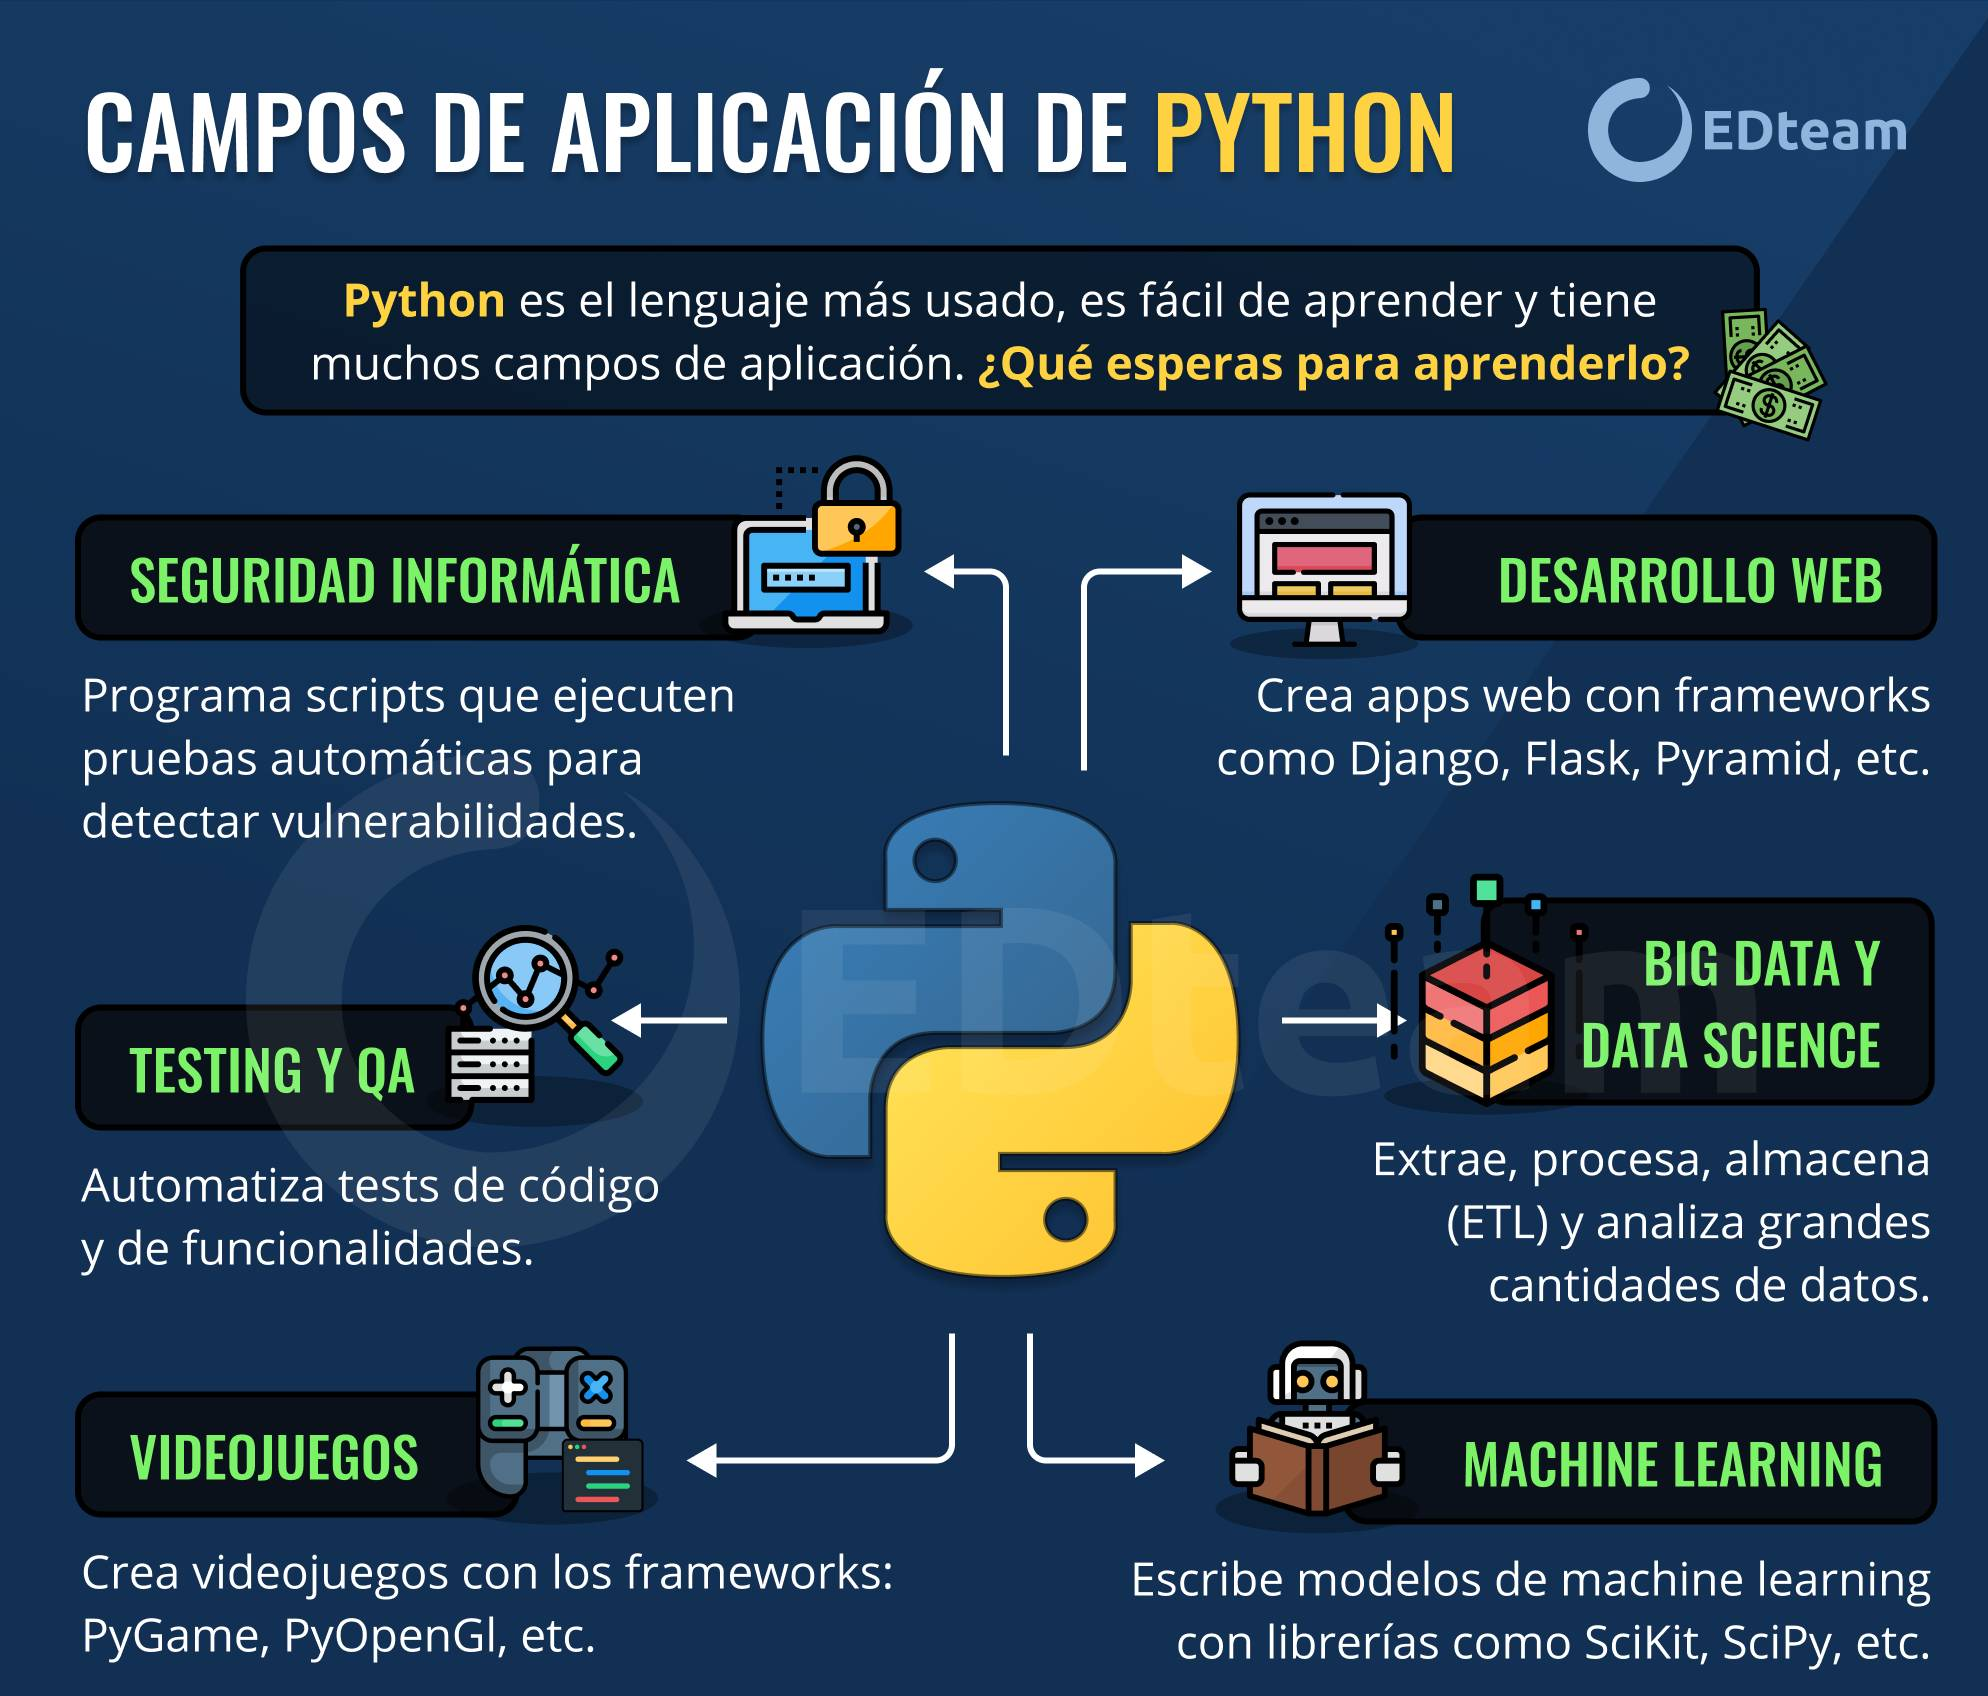 CAMPOS DE APLICACIÓN DE PYTHON
EDteam
Python es el lenguaje más usado, es fácil de aprender y tiene
muchos campos de aplicación. ¿Qué esperas para aprenderlo?
SEGURIDAD INFORMÁTICA
Programa scripts que ejecuten
pruebas automáticas para
detectar vulnerabilidades.
DESARROLLO WEB
Crea apps web con frameworks
como Django, Flask, Pyramid, etc.
TESTING Y QA
Automatiza tests de código
y de funcionalidades.
EDteam
BIG DATA Y
DATA SCIENCE
Extrae, procesa, almacena
(ETL) y analiza grandes
cantidades de datos.
VIDEOJUEGOS
Crea videojuegos con los frameworks:
PyGame, PyOpenGl, etc.
MACHINE LEARNING
Escribe modelos de machine learning
con librerías como SciKit, SciPy, etc.